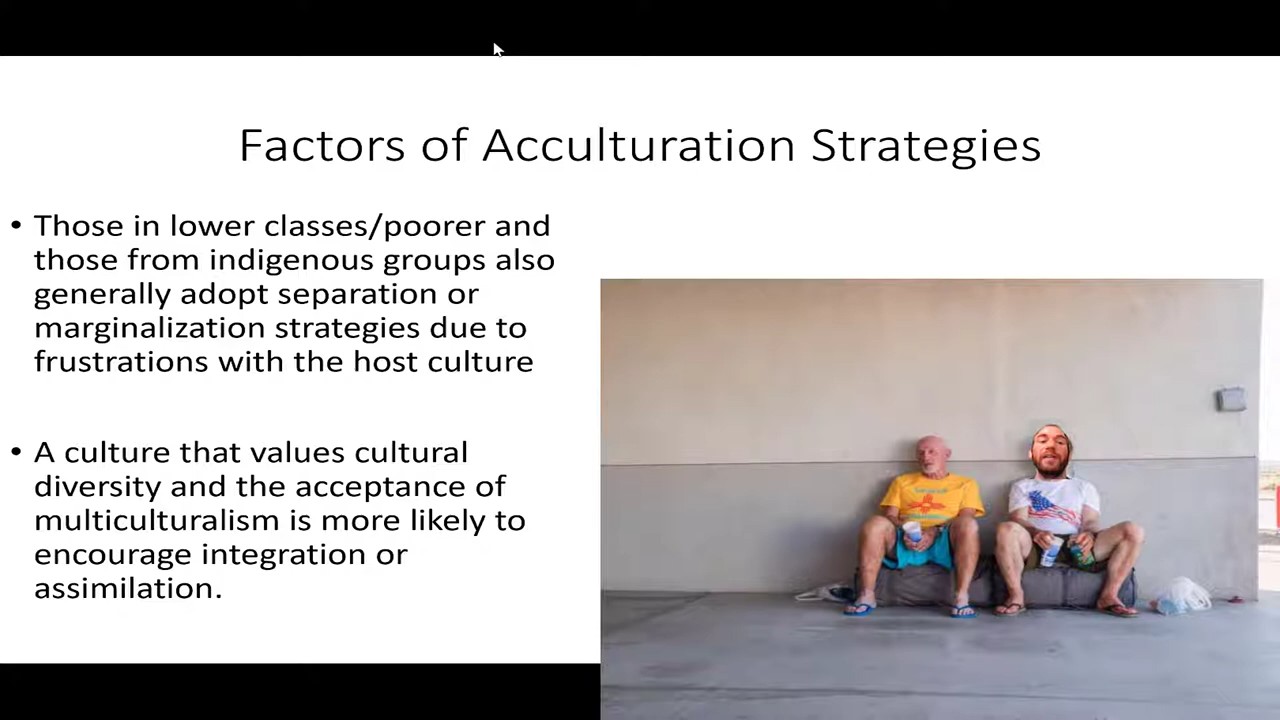 Factors of Acculturation Strategies
• Those in lower classes/poorer and
those from indigenous groups also
generally adopt separation or
marginalization strategies due to
frustrations with the host culture
• A culture that values cultural
diversity and the acceptance of
multiculturalism is more likely to
encourage integration or
assimilation.